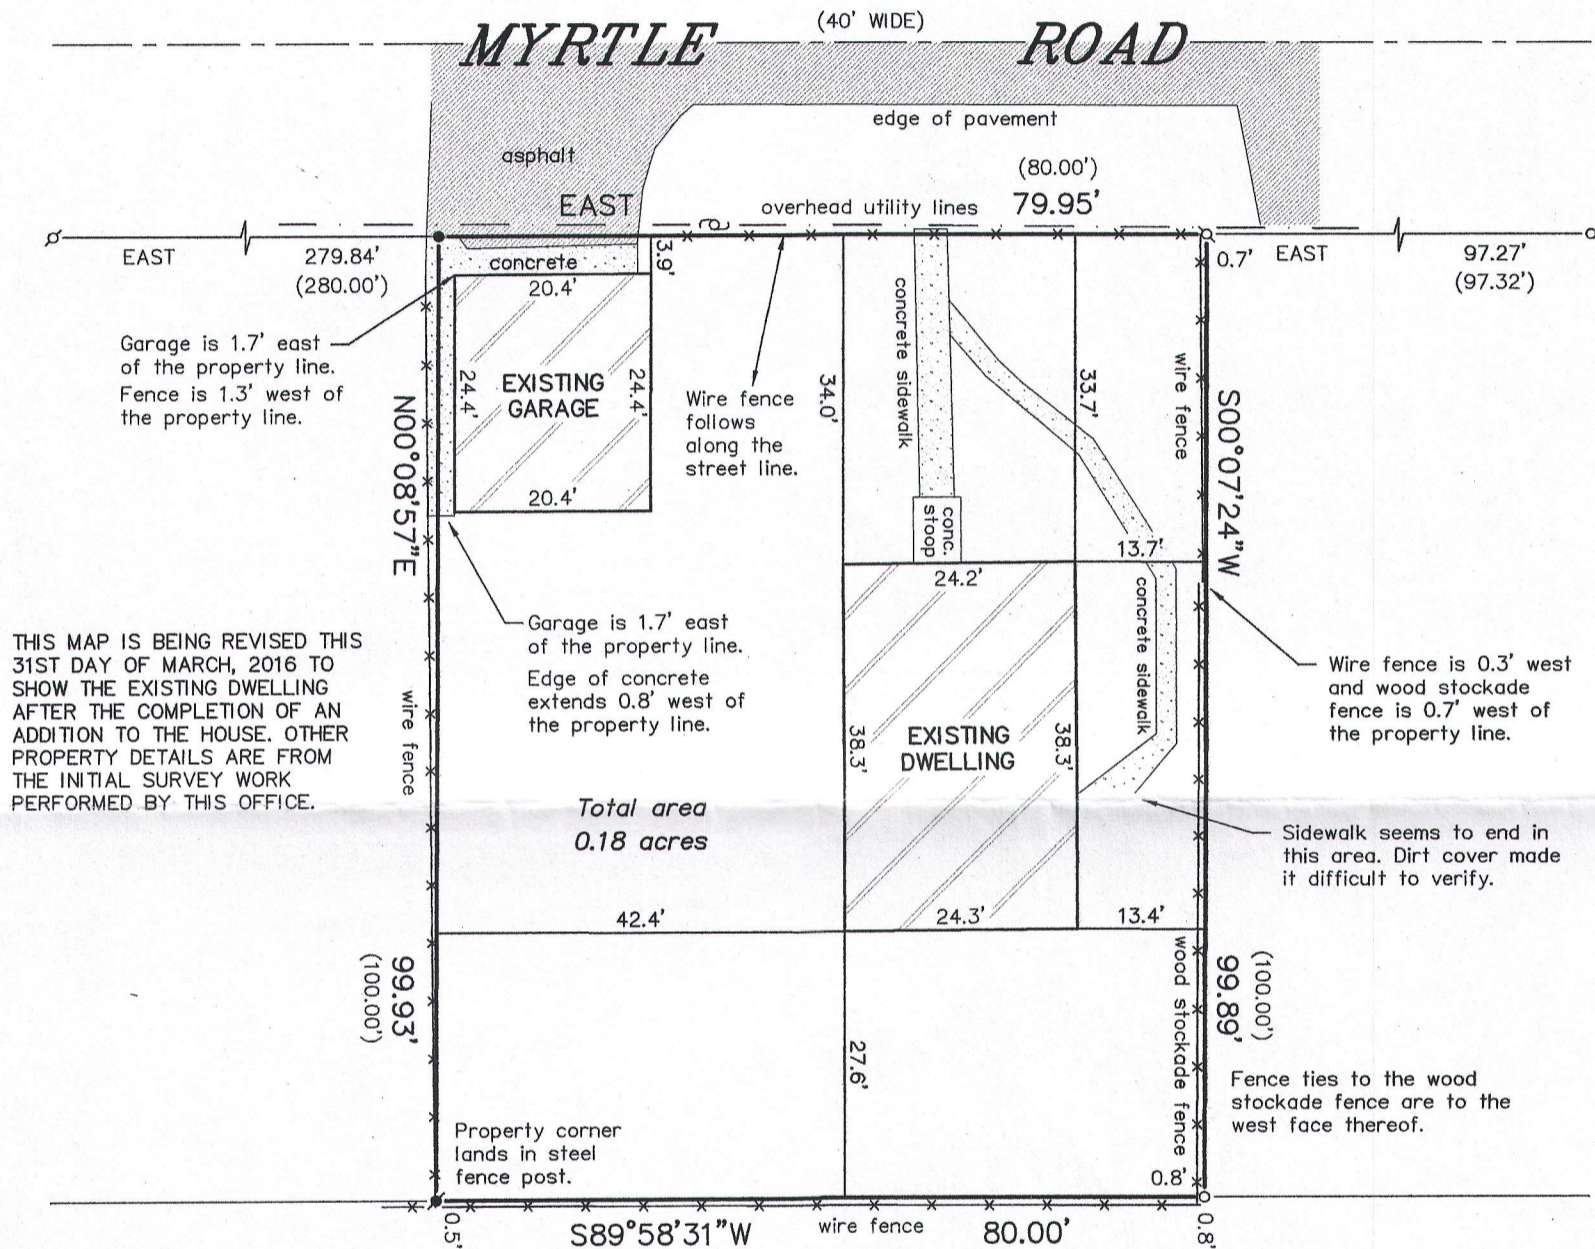 (40' WIDE)
MYRTLE ROAD
edge of pavement
asphalt
(80.00')
EAST
overhead utility lines
79.95'
EAST
279.84'
(280.00')
concrete
3.9'
20.4'
0.7'
EAST
97.27'
(97.32')
Garage is 1.7' east
of the property line.
Fence is 1.3' west of
the property line.
24.4'
EXISTING
GARAGE
24.4'
20.4'
Wire fence
follows
along the
street line.
34.0'
concrete sidewalk
33.7'
wire fence
N00°08'57"E
S00°07'24"W
conc.
stoop
13.7'
24.2'
Garage is 1.7' east
of the property line.
Edge of concrete
extends 0.8' west of
the property line.
concrete sidewalk
THIS MAP IS BEING REVISED THIS
31ST DAY OF MARCH, 2016 TO
SHOW THE EXISTING DWELLING
AFTER THE COMPLETION OF AN
ADDITION TO THE HOUSE. OTHER
PROPERTY DETAILS ARE FROM
THE INITIAL SURVEY WORK
PERFORMED BY THIS OFFICE.
wire fence
Wire fence is 0.3' west
and wood stockade
fence is 0.7' west of
the property line.
38.3'
EXISTING
DWELLING
38.3'
Total area
0.18 acres
Sidewalk seems to end in
this area. Dirt cover made
it difficult to verify.
42.4'
24.3'
13.4'
99.93'
(100.00')
wood stockade fence
(100.00')
99.89'
27.6'
Fence ties to the wood
stockade fence are to the
west face thereof.
Property corner
lands in steel
fence post.
0.8'
0.5'
S89°58'31"W
wire fence
80.00'
0.8'